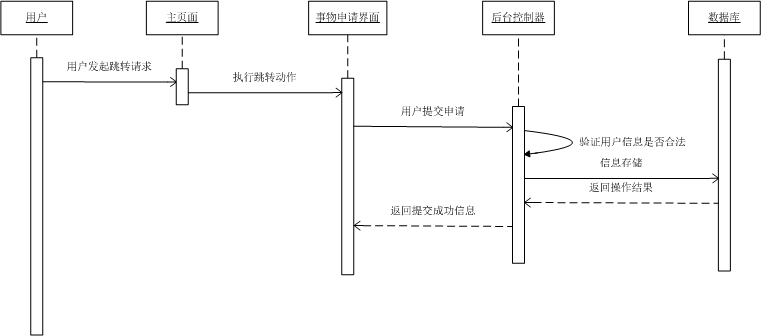 用户
主页面
事物申请界面
后台控制器
数据库
用户发起跳转请求
执行跳转动作
用户提交申请
验证用户信息是否合法
信息存储
返回操作结果
返回提交成功信息